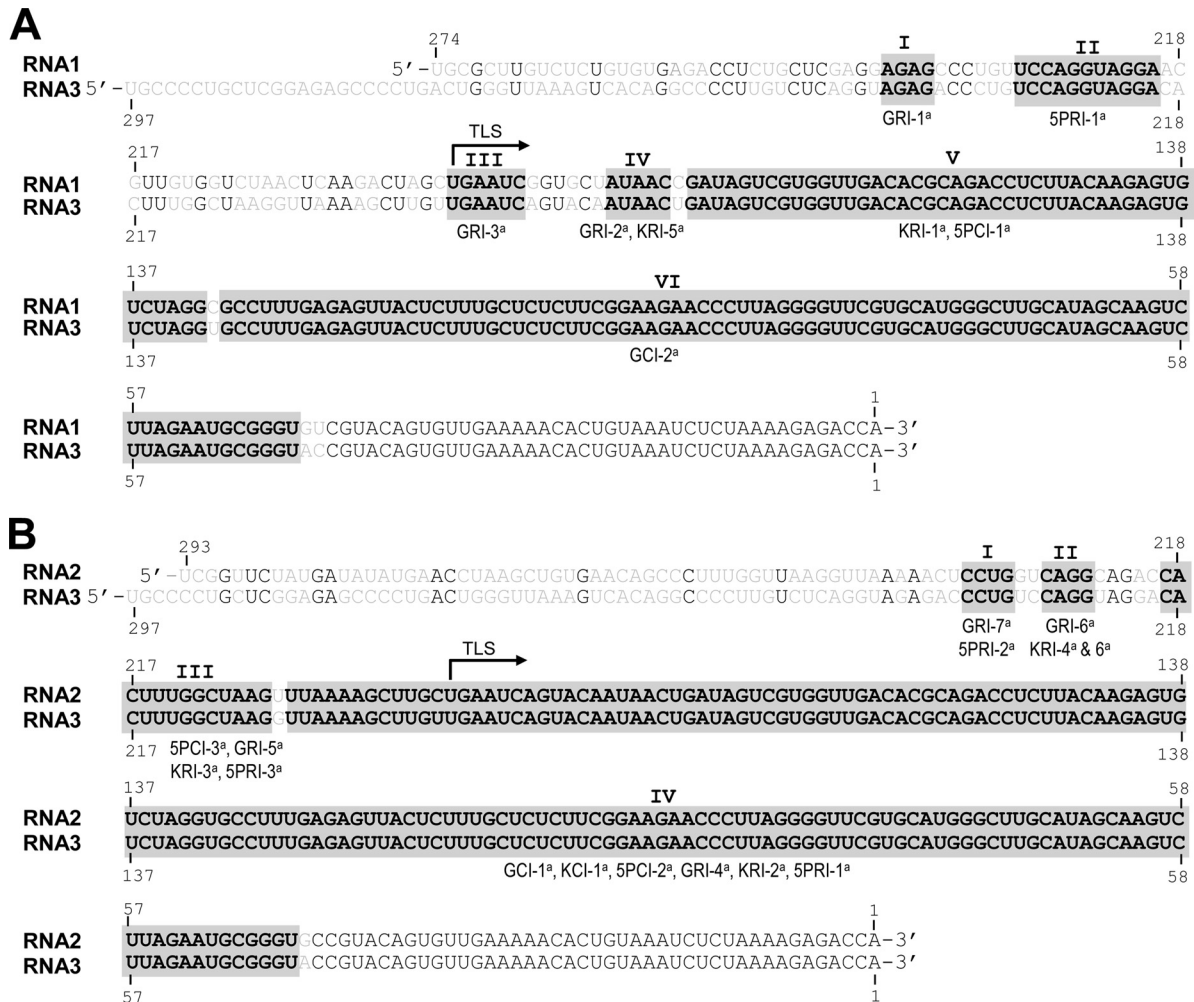 A
274 I II 218
RNA1 5′-UGCGCUUGUCUCUGUGUGAGACCUCUGCUCGAGGAGAGCCCUGUUCCAGGUAGGAAC
RNA3 5′-UGCCCCUGCUCGGAGAGCCCCUGACUGGGUUAAAGUCACAGGCCCCUUGUCUCAGGUAGAGACCCUGUCCAGGUAGGACA
297 GRI-1a 5PRI-1a 218
TLS
217 III IV V 138
RNA1 GUUGUGGUCUAACUCAAGACUAGCUGAAUCGGUGCUAUAACCGAUAGUCGUGGUUGACACGCAGACCUCUUACAAGAGUG
RNA3 CUUUGGCUAAGGUUAAAAGCUUGUUGAAUCAGUACAAUAACUGAUAGUCGUGGUUGACACGCAGACCUCUUACAAGAGUG
217 GRI-3a GRI-2a, KRI-5a KRI-1a, 5PCI-1a 138
137 VI 58
RNA1 UCUAGGCGCCUUUGAGAGUUACUCUUUGCUCUCUUCGGAAGAACCCUUAGGGGUUCGUGCAUGGGCUUGCAUAGCAAGUC
RNA3 UCUAGGUGCCUUUGAGAGUUACUCUUUGCUCUCUUCGGAAGAACCCUUAGGGGUUCGUGCAUGGGCUUGCAUAGCAAGUC
137 GCI-2a 58
57 1
RNA1 UUAGAAUGCGGGUGUCGUACAGUGUUGAAAAACACUGUAAAUCUCUAAAAGAGACCA-3′
RNA3 UUAGAAUGCGGGUACCGUACAGUGUUGAAAAACACUGUAAAUCUCUAAAAGAGACCA-3′
57 1
B
293 I II 218
RNA2 5′-UCGGUUCUAUGAUAUAUGAACCUAAGCUGUGAACAGCCCUUUGGUUAAGGUUAAAAACUCCUGGUCAGGCAGACCA
RNA3 5′-UGCCCCUGCUCGGAGAGCCCCUGACUGGGUUAAAGUCACAGGCCCCUUGUCUCAGGUAGAGACCCUGUCCAGGUAGGACA
297 GRI-7a GRI-6a 218
5PRI-2a KRI-4a & 6a
TLS
217 III 138
RNA2 CUUUGGCUAAGUUUAAAAGCUUGCUGAAUCAGUACAAUAACUGAUAGUCGUGGUUGACACGCAGACCUCUUACAAGAGUG
RNA3 CUUUGGCUAAGGUUAAAAGCUUGUUGAAUCAGUACAAUAACUGAUAGUCGUGGUUGACACGCAGACCUCUUACAAGAGUG
217 5PCI-3a, GRI-5a 138
KRI-3a, 5PRI-3a
137 IV 58
RNA2 UCUAGGUGCCUUUGAGAGUUACUCUUUGCUCUCUUCGGAAGAACCCUUAGGGGUUCGUGCAUGGGCUUGCAUAGCAAGUC
RNA3 UCUAGGUGCCUUUGAGAGUUACUCUUUGCUCUCUUCGGAAGAACCCUUAGGGGUUCGUGCAUGGGCUUGCAUAGCAAGUC
137 GCI-1a, KCI-1a, 5PCI-2a, GRI-4a, KRI-2a, 5PRI-1a 58
57 1
RNA2 UUAGAAUGCGGGUGCCGUACAGUGUUGAAAAACACUGUAAAUCUCUAAAAGAGACCA-3′
RNA3 UUAGAAUGCGGGUACCGUACAGUGUUGAAAAACACUGUAAAUCUCUAAAAGAGACCA-3′
57 1